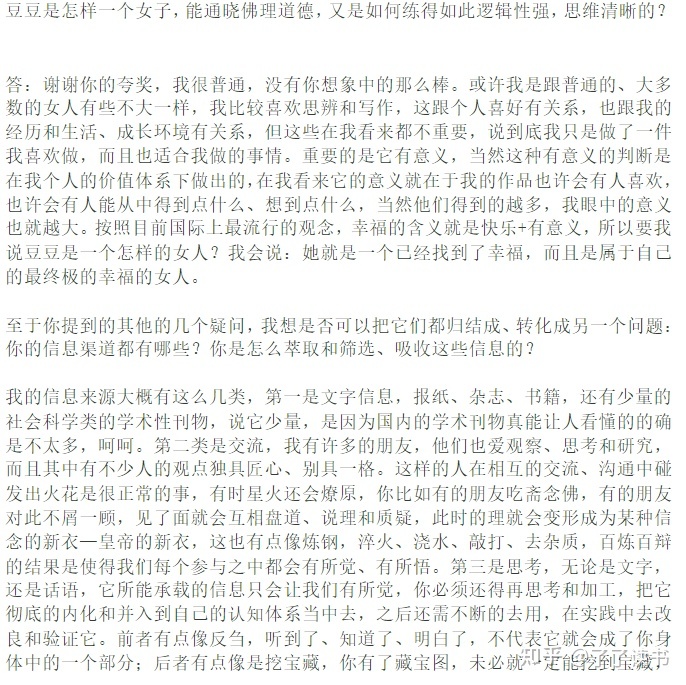 豆豆是怎样一个女子，能通晓佛理道德，又是如何练得如此逻辑性强，思维清晰的？
答：谢谢你的夸奖，我很普通，没有你想象中的那么棒。或许我是跟普通的、大多
数的女人有些不大一样，我比较喜欢思辨和写作，这跟个人喜好有关系，也跟我的
经历和生活、成长环境有关系，但这些在我看来都不重要，说到底我只是做了一件
我喜欢做，而且也适合我做的事情。重要的是它有意义，当然这种有意义的判断是
在我个人的价值体系下做出的，在我看来它的意义就在于我的作品也许会有人喜欢，
也许会有人能从中得到点什么、想到点什么，当然他们得到的越多，我眼中的意义
也就越大。按照目前国际上最流行的观念，幸福的含义就是快乐+有意义，所以要我
说豆豆是一个怎样的女人？我会说：她就是一个已经找到了幸福，而且是属于自己
的最终极的幸福的女人。
至于你提到的其他的几个疑问，我想是否可以把它们都归结成、转化成另一个问题：
你的信息渠道都有哪些？你是怎么萃取和筛选、吸收这些信息的？
我的信息来源大概有这么几类，第一是文字信息，报纸、杂志、书籍，还有少量的
社会科学类的学术性刊物，说它少量，是因为国内的学术刊物真能让人看懂的的确
是不太多，呵呵。第二类是交流，我有许多的朋友，他们也爱观察、思考和研究，
而且其中有不少人的观点独具匠心、别具一格。这样的人在相互的交流、沟通中碰
发出火花是很正常的事，有时星火还会燎原，你比如有的朋友吃斋念佛，有的朋友
对此不屑一顾，见了面就会互相盘道、说理和质疑，此时的理就会变形成为某种信
念的新衣—皇帝的新衣，这也有点像炼钢，淬火、浇水、敲打、去杂质，百炼百辩
的结果是使得我们每个参与之中都会有所觉、有所悟。第三是思考，无论是文字，
还是话语，它所能承载的信息只会让我们有所觉，你必须还得再思考和加工，把它
彻底的内化和并入到自己的认知体系当中去，之后还需不断的去用，在实践中去改
良和验证它。前者有点像反刍，听到了、知道了、明白了，不代表它就会成了你身
体中的一个部分；后者有点像是挖宝藏，你有了藏宝图，未必就一定能挖到宝藏，
知乎 @了了读书